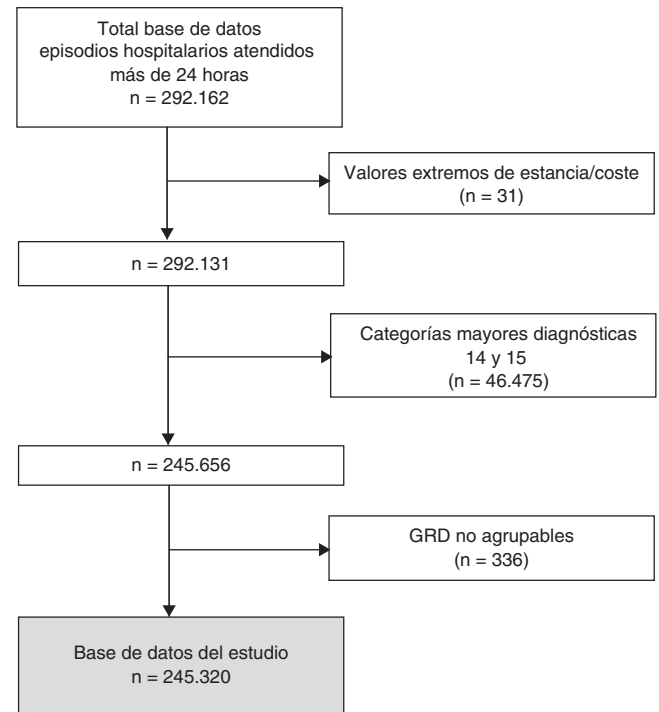 Total base de datos
episodios hospitalarios atendidos
más de 24 horas
n = 292.162
Valores extremos de estancia/coste
(n = 31)
n = 292.131
Categorías mayores diagnósticas
14 y 15
(n = 46.475)
n = 245.656
GRD no agrupables
(n = 336)
Base de datos del estudio
n = 245.320